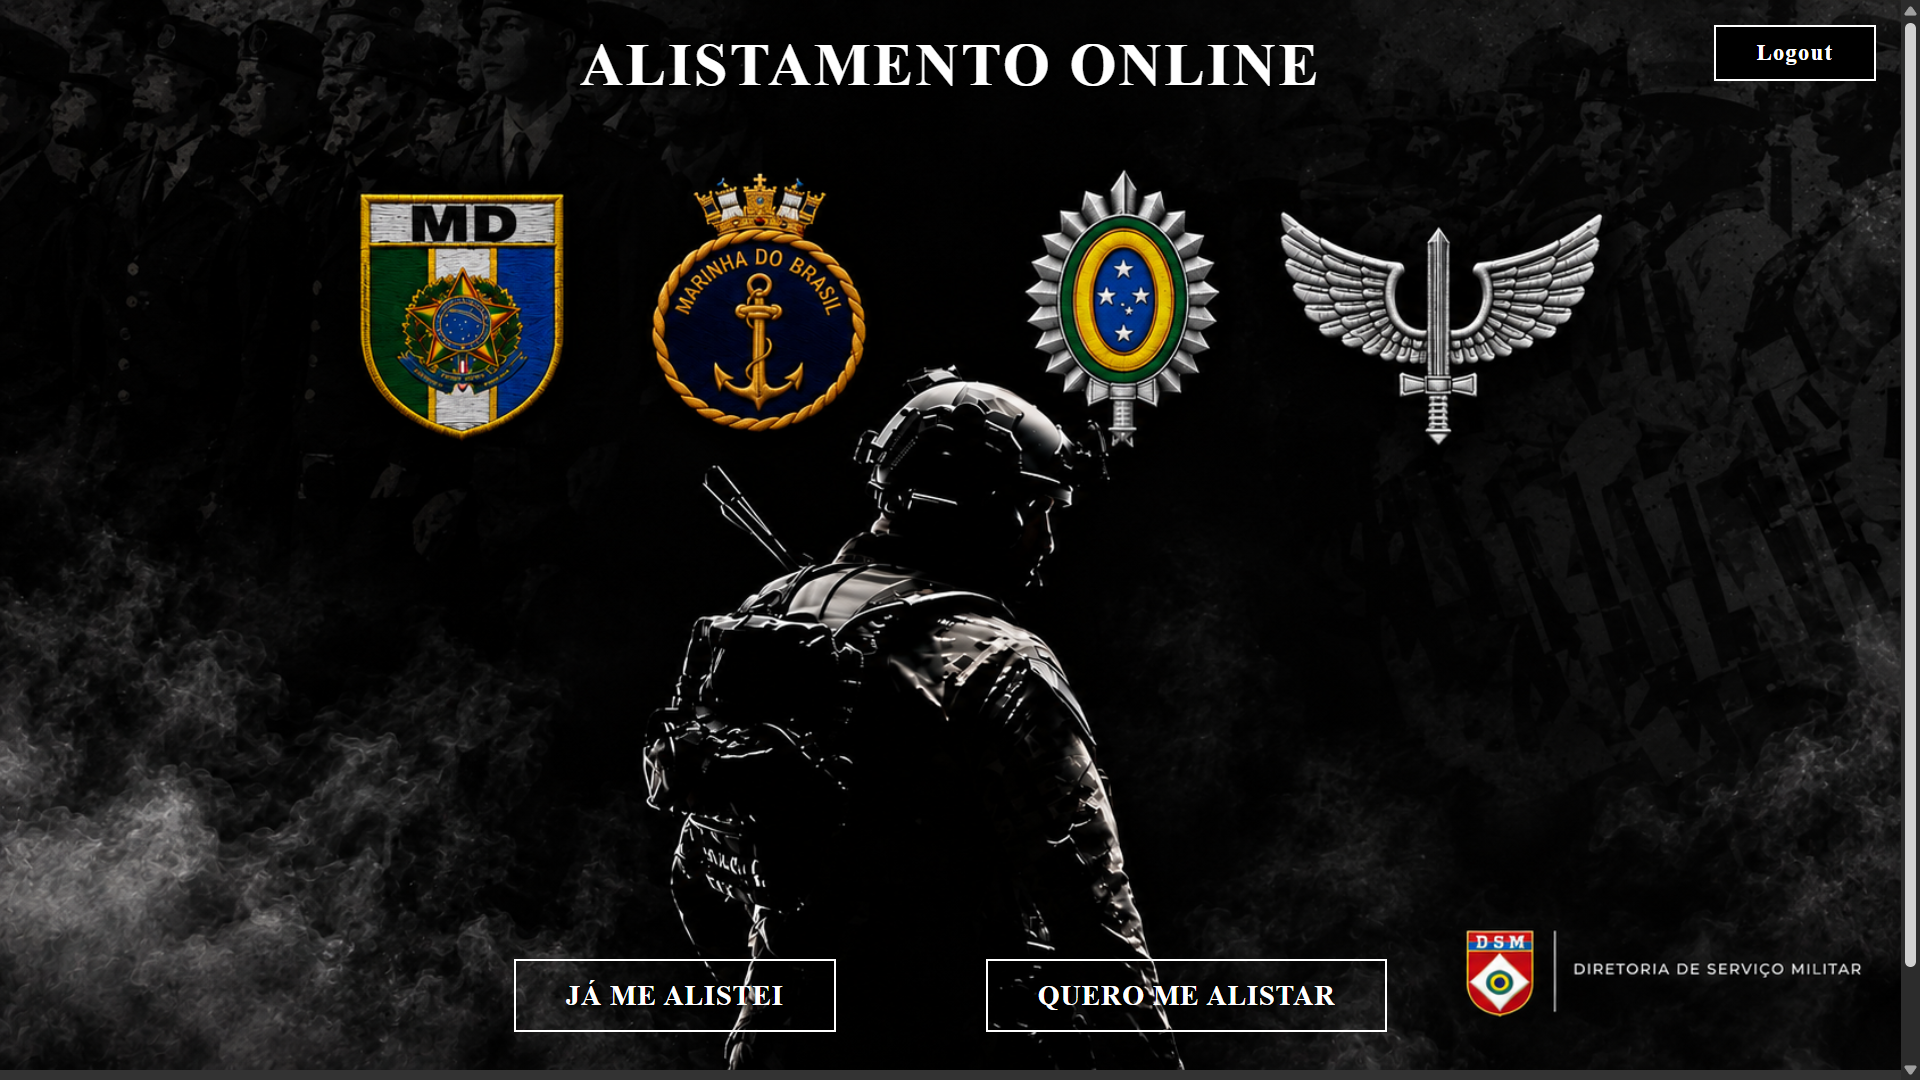 ALISTAMENTO ONLINE
Logout
MD
MARINHA DO BRASIL
JÁ ME ALISTEI
QUERO ME ALISTAR
DSM
DIRETORIA DE SERVIÇO MILITAR